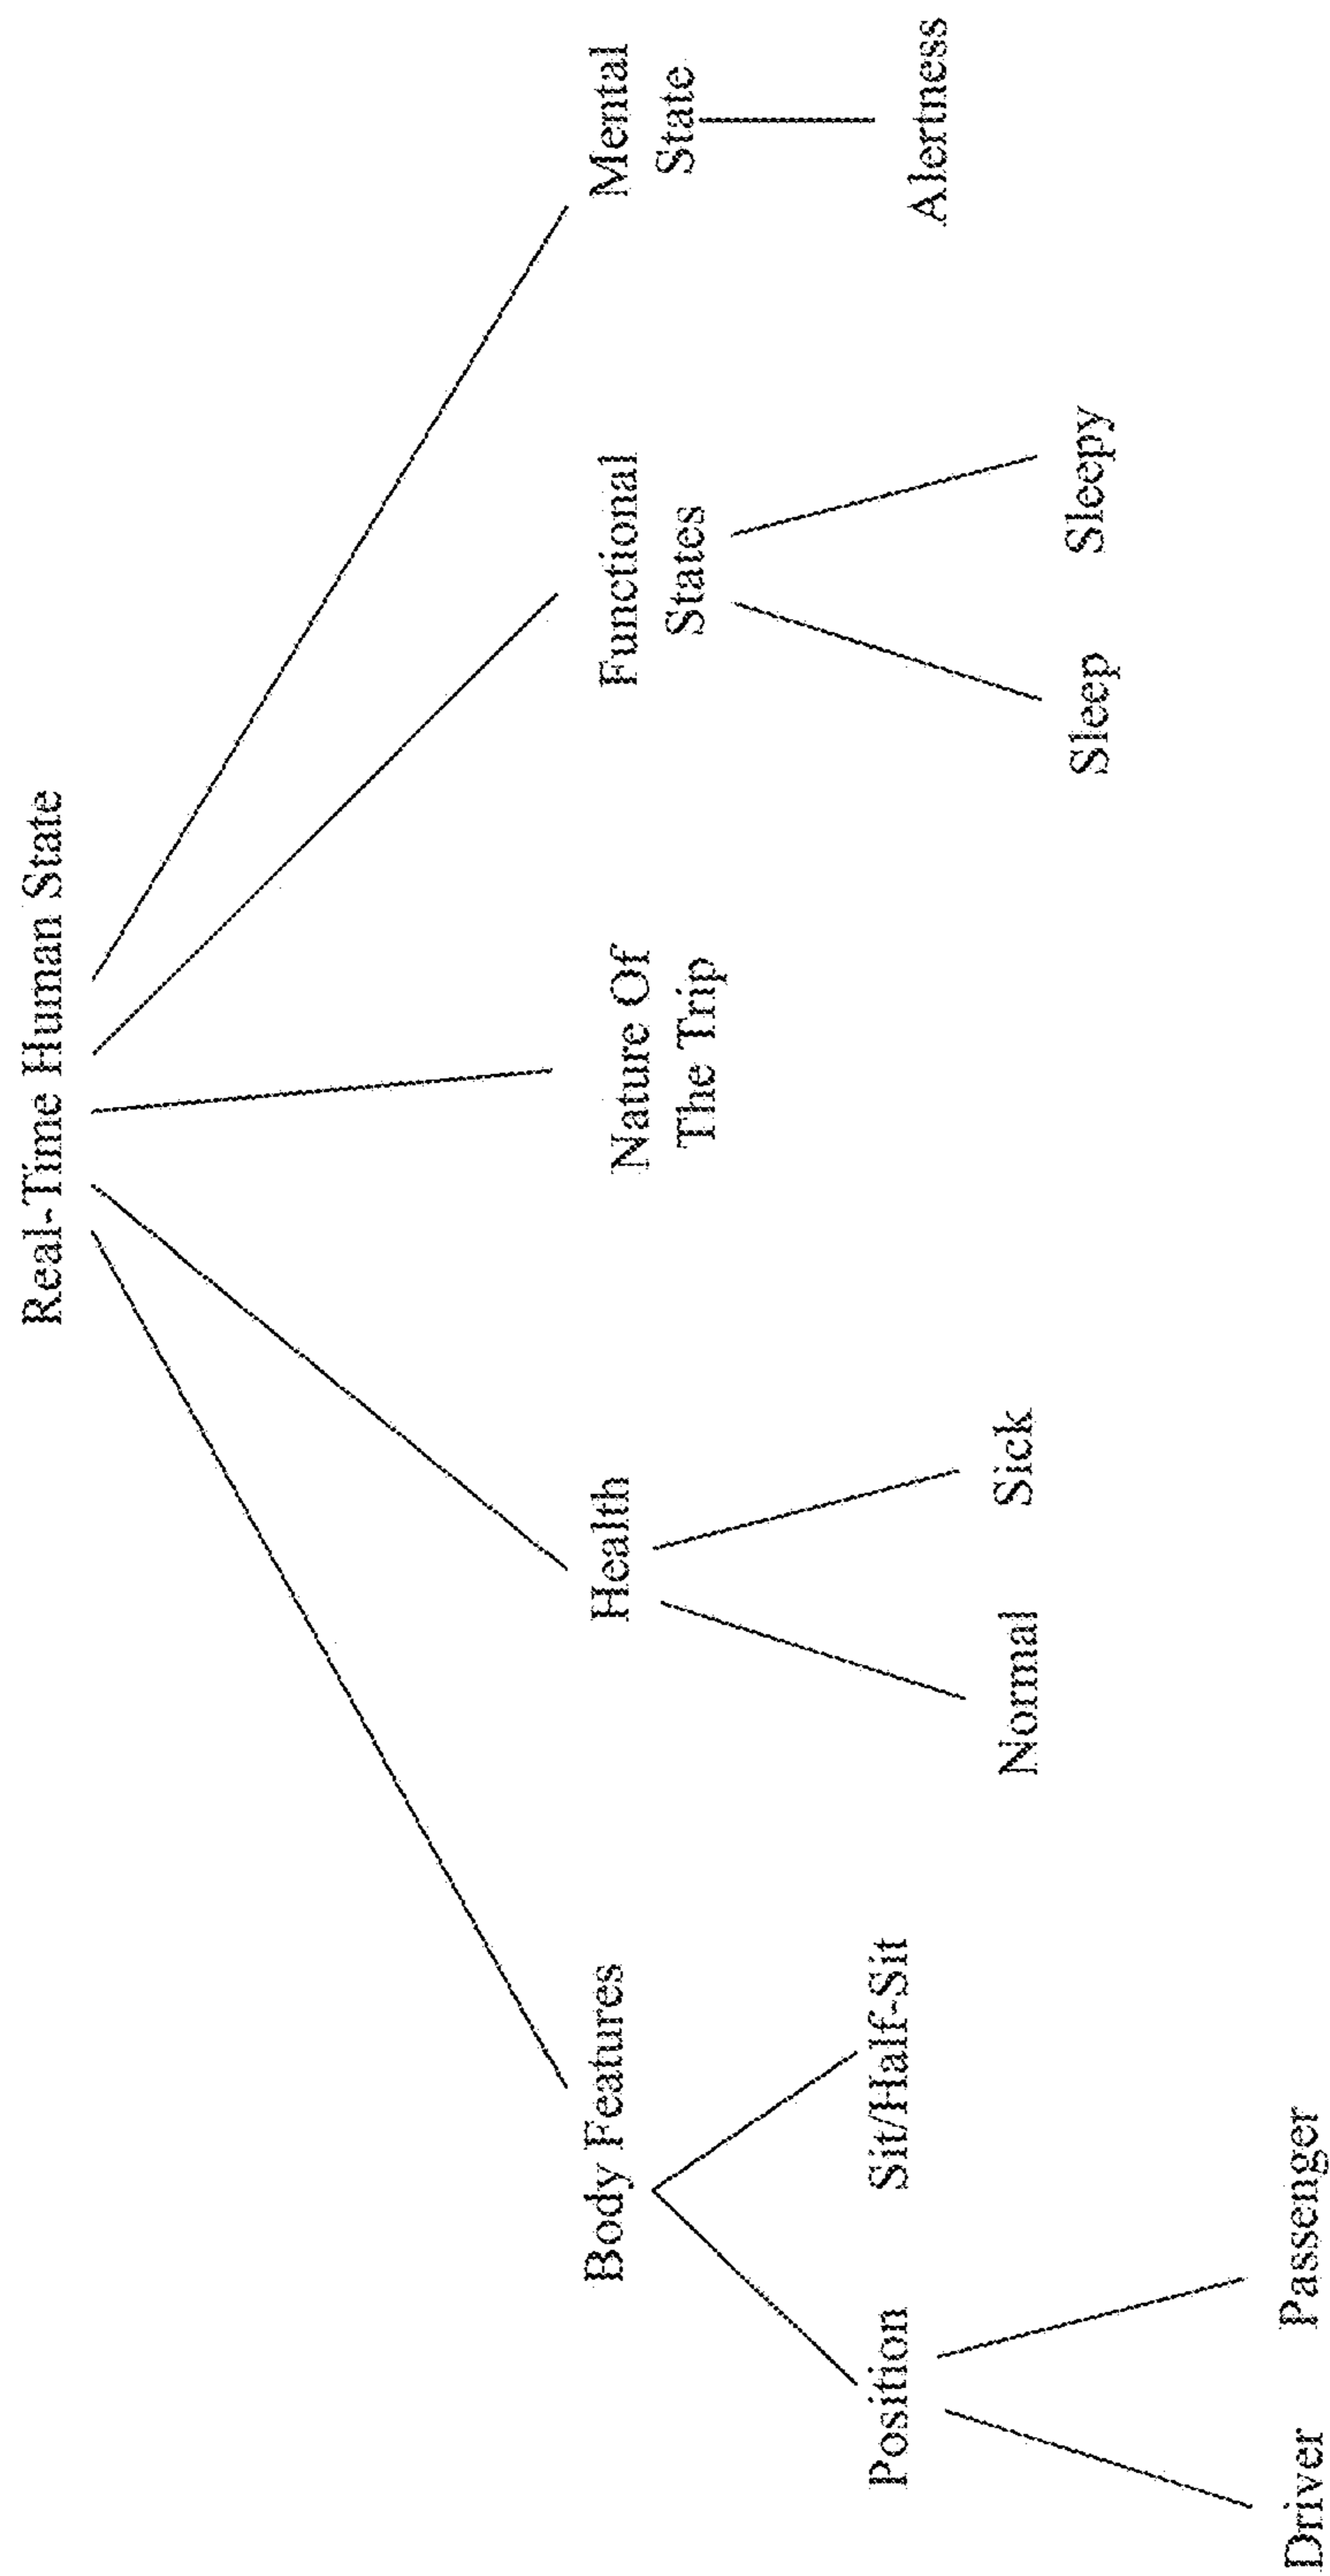 Real-Time Human State
Body Features
Health
Nature Of
The Trip
Functional
States
Mental
State
Position
Sit/Half-Sit
Normal
Sick
Sleep
Sleepy
Alertness
Driver
Passenger